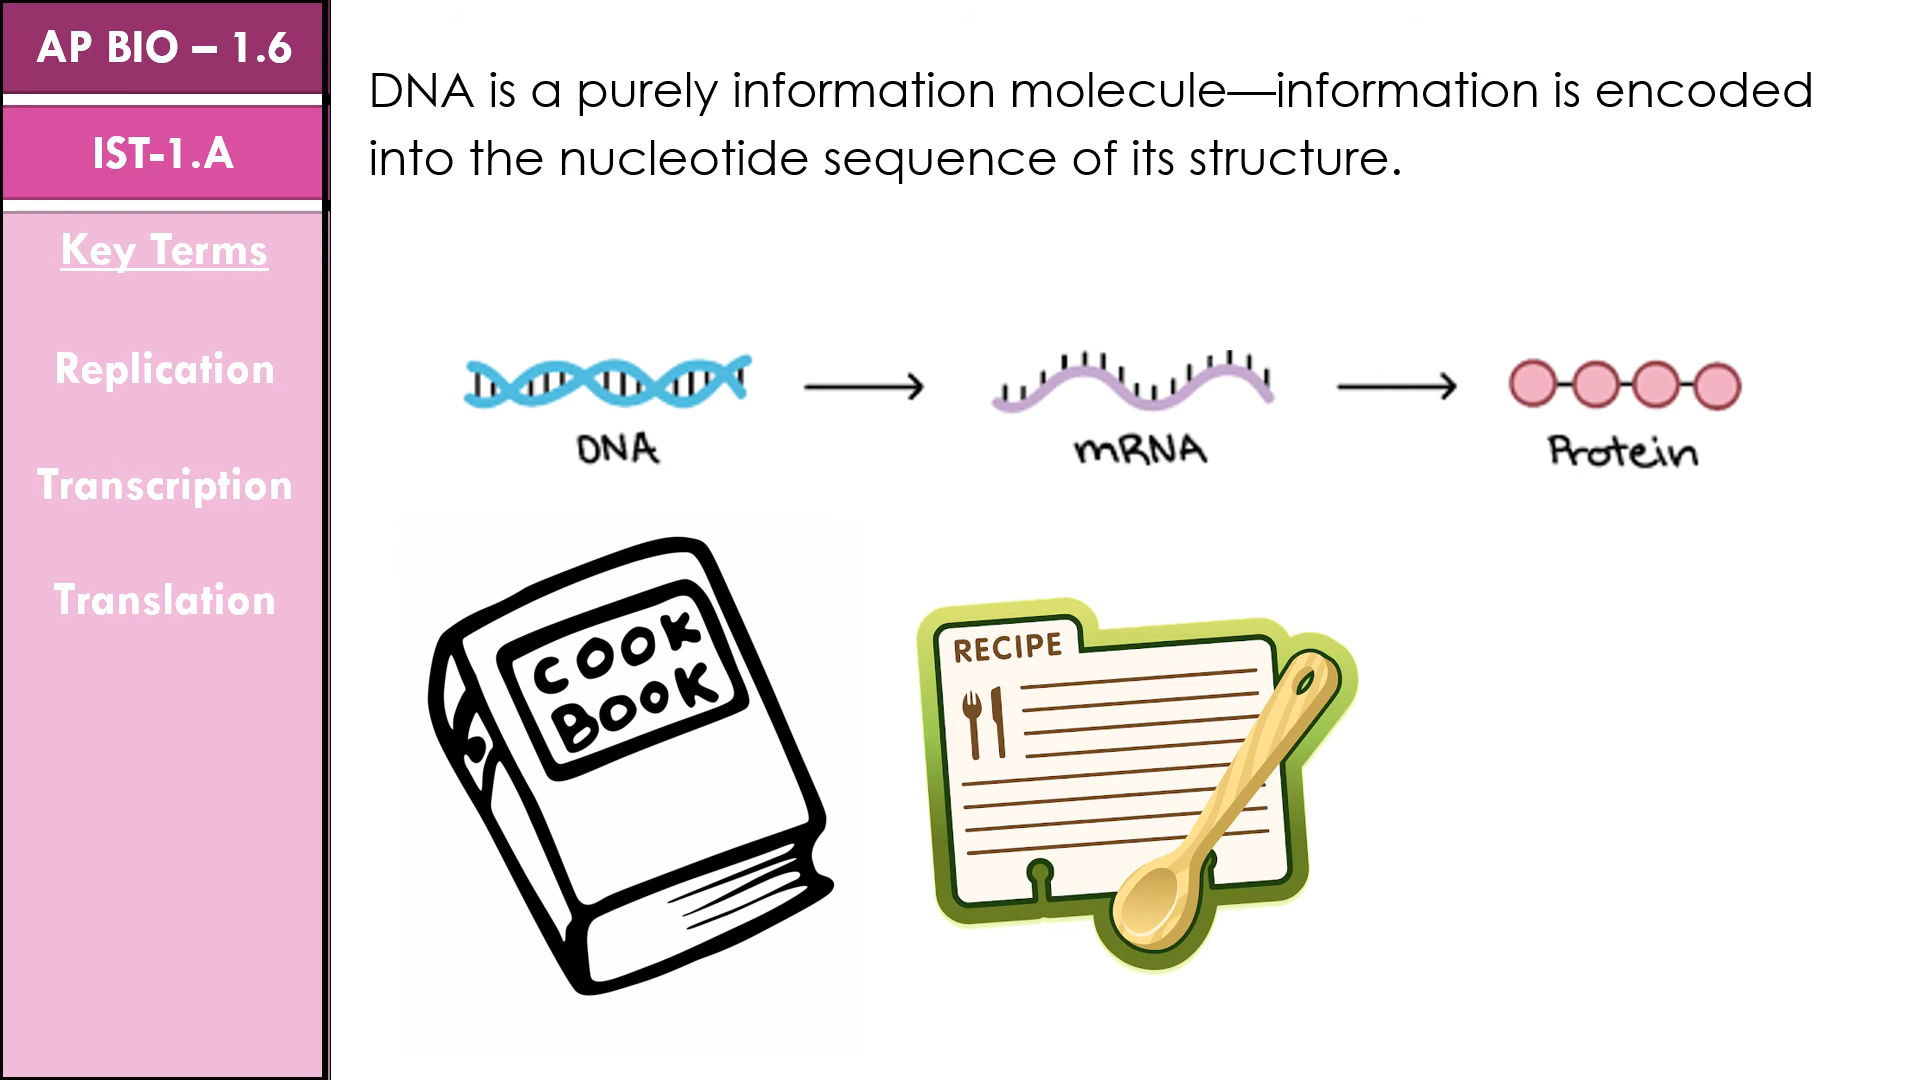 AP BIO – 1.6
IST-1.A
Key Terms
Replication
Transcription
Translation
DNA is a purely information molecule—information is encoded
into the nucleotide sequence of its structure.
DNA
mRNA
Protein
COOK
BOOK
RECIPE